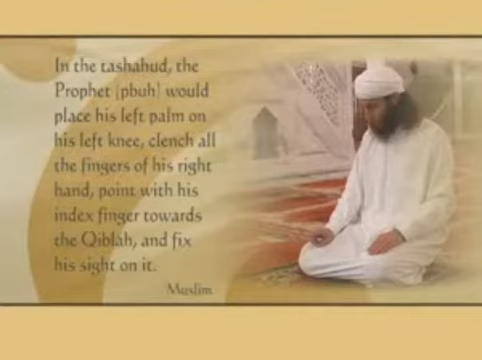 In the tashahud, the
Prophet [pbuh] would
place his left palm on
his left knee, clench all
the fingers of his right
hand, point with his
index finger towards
the Qiblah, and fix
his sight on it.
Muslim